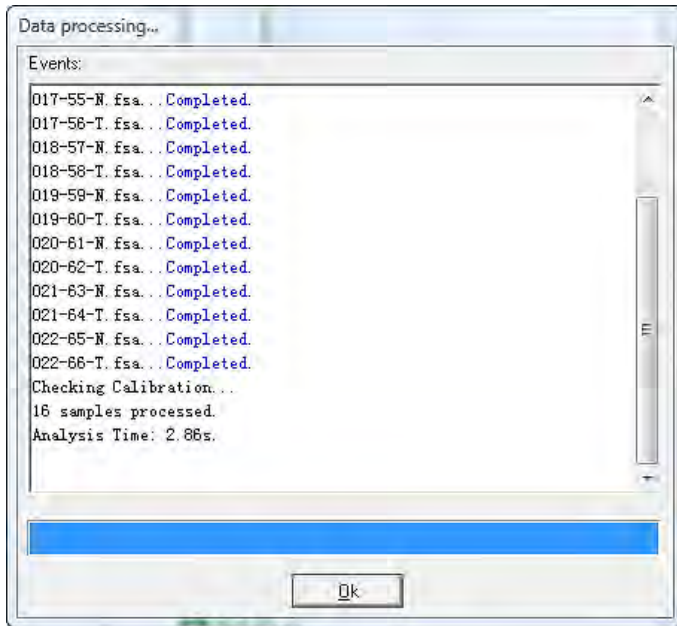 Data processing...
Events:
017-55-N.fsa...Completed.
017-56-T.fsa...Completed.
018-57-N.fsa...Completed.
018-58-T.fsa...Completed.
019-59-N.fsa...Completed.
019-60-T.fsa...Completed.
020-61-N.fsa...Completed.
020-62-T.fsa...Completed.
021-63-N.fsa...Completed.
021-64-T.fsa...Completed.
022-65-N.fsa...Completed.
022-66-T.fsa...Completed.
Checking Calibration...
16 samples processed.
Analysis Time: 2.86s.
Ok